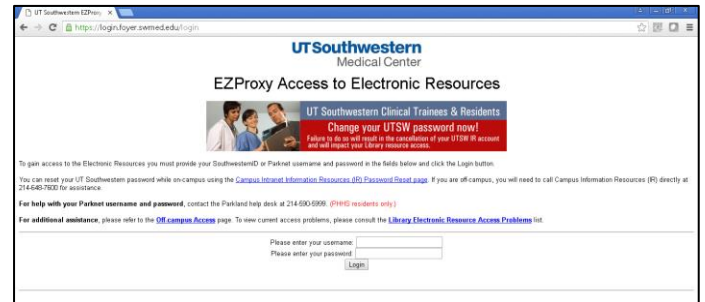 UT Southwestern EZProxy
https://login.foyer.swmed.edu/login
UTSouthwestern
Medical Center
EZProxy Access to Electronic Resources
UT Southwestern Clinical Trainees & Residents
Change your UTSW password now!
Failure to do so will result in the cancellation of your UTSW IR account
and will impact your Library resource access.
To gain access to the Electronic Resources you must provide your SouthwesternID or Parknet username and password in the fields below and click the Login button.
You can reset your UT Southwestern password while on campus using the Campus Intranet Information Resources (IR) Password Reset page. If you are off-campus, you will need to call Campus Information Resources (IR) directly at
214-648-7600 for assistance.
For help with your Parknet username and password, contact the Parkland help desk at 214-590-5999. (PHHS residents only.)
For additional assistance, please refer to the Off-campus Access page. To view current access problems, please consult the Library Electronic Resource Access Problems list.
Please enter your username:
Please enter your password:
Login